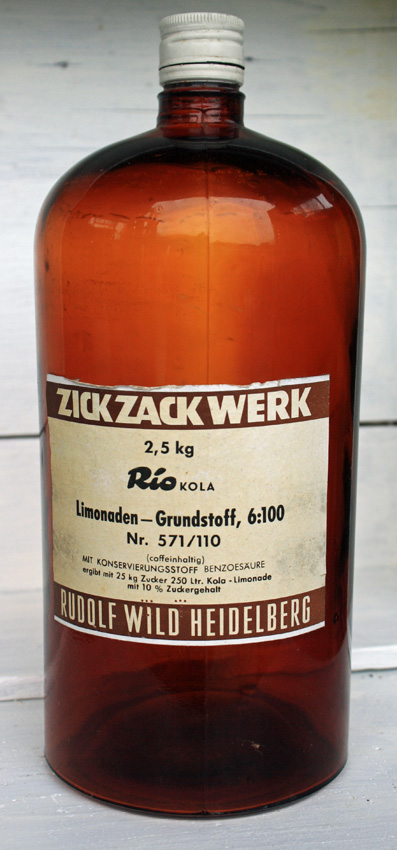 ZICK ZACK WERK
2,5 kg
Rio KOLA
Limonaden – Grundstoff, 6:100
Nr. 571/110
(coffeinhaltig)
MIT KONSERVIERUNGSSTOFF BENZOESÄURE
ergibt mit 25 kg Zucker 250 Ltr. Kola - Limonade
mit 10 % Zuckergehalt
RUDOLF WILD HEIDELBERG